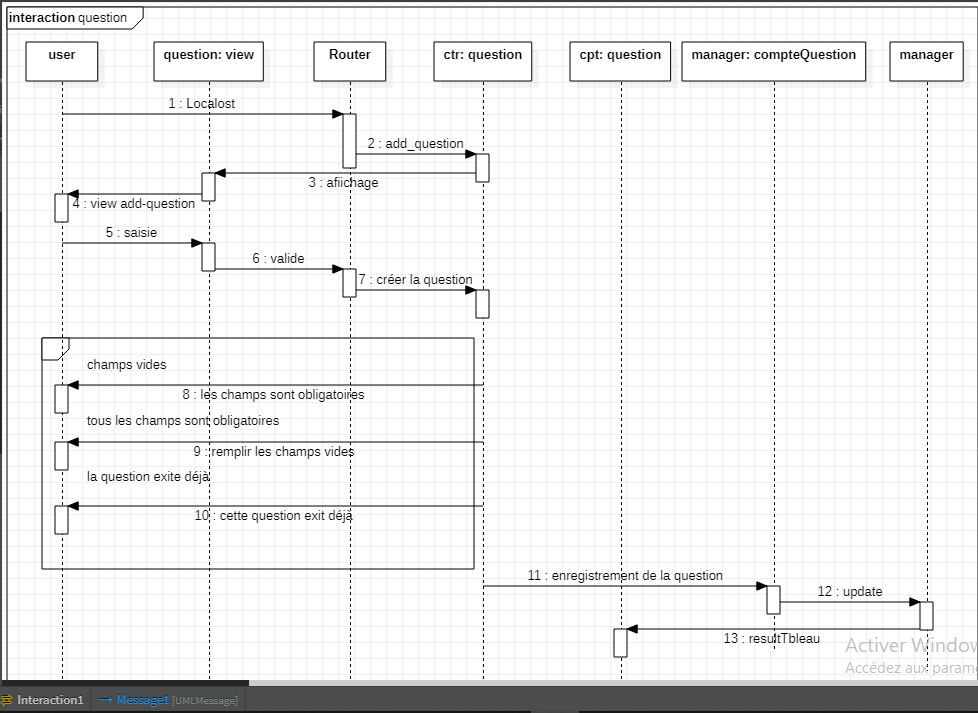 interaction question
user
question: view
Router
ctr: question
cpt: question
manager: compteQuestion
manager
1 : Localost
2 : add_question
3 : afiichage
4 : view add-question
5 : saisie
6 : valide
7 : créer la question
champs vides
8 : les champs sont obligatoires
tous les champs sont obligatoires
9 : remplir les champs vides
la question exite déjà
10 : cette question exit déjà
11 : enregistrement de la question
12 : update
13 : resultTbleau
Activer Window
Accédez aux param
Interaction1
Message1 [UMLMessage]